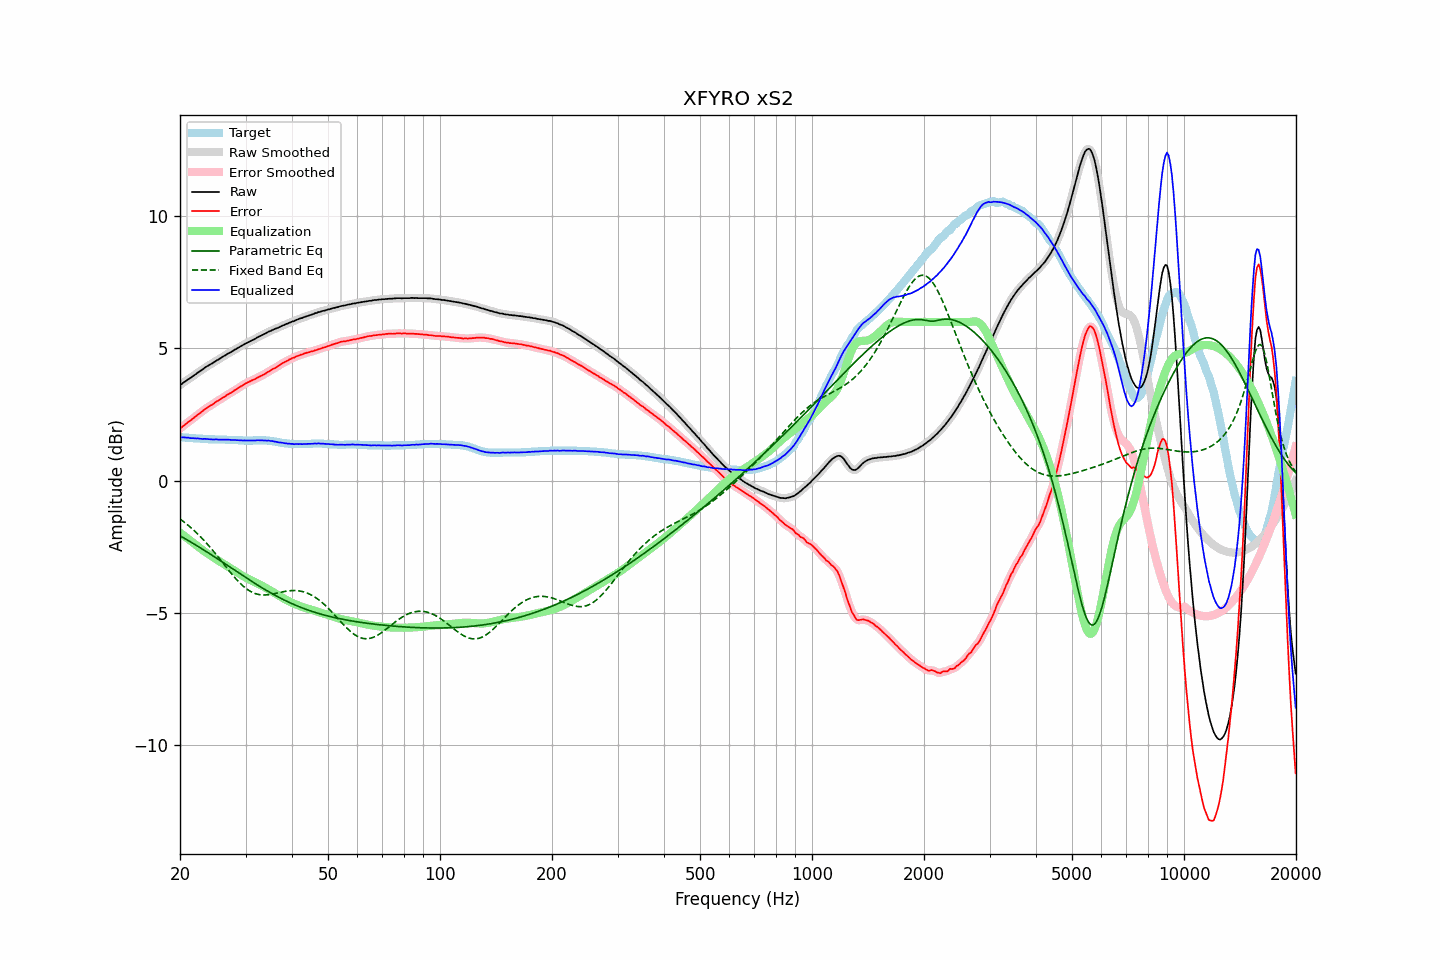 XFYRO xS2
Target
Raw Smoothed
Error Smoothed
Raw
Error
Equalization
Parametric Eq
Fixed Band Eq
Equalized
10
5
0
−5
−10
Amplitude (dBr)
20
50
100
200
500
1000
2000
5000
10000
20000
Frequency (Hz)